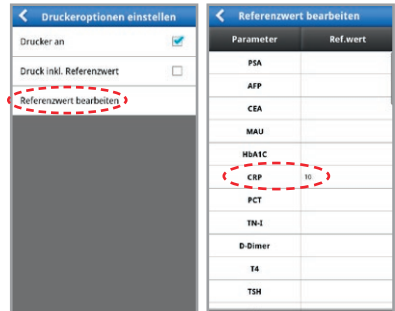 Druckeroptionen einstellen
Drucker an
Druck inkl. Referenzwert
Referenzwert bearbeiten
Referenzwert bearbeiten
Parameter Ref.wert
PSA
AFP
CEA
MAU
HbA1C
CRP 10
PCT
TN-I
D-Dimer
T4
TSH